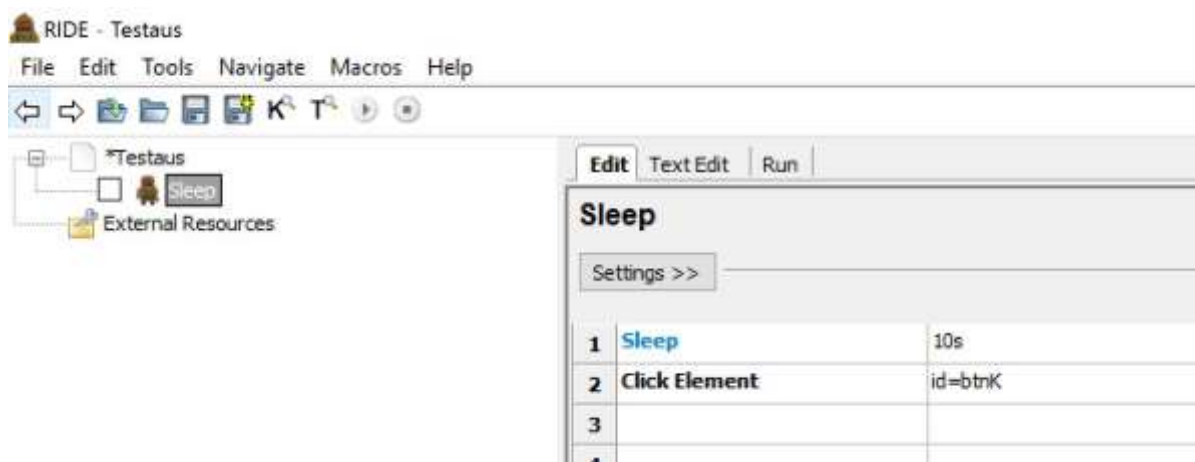 RIDE - Testaus
File Edit Tools Navigate Macros Help
K T
*Testaus
Sleep
External Resources
Edit Text Edit Run
Sleep
Settings >>
1 Sleep 10s
2 Click Element id=btnK
3